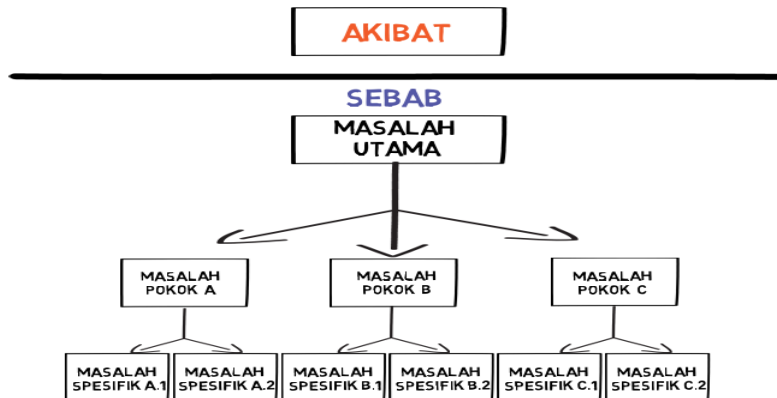 AKIBAT
SEBAB
MASALAH
UTAMA
MASALAH
POKOK A
MASALAH
POKOK B
MASALAH
POKOK C
MASALAH
SPESIFIK A.1
MASALAH
SPESIFIK A.2
MASALAH
SPESIFIK B.1
MASALAH
SPESIFIK B.2
MASALAH
SPESIFIK C.1
MASALAH
SPESIFIK C.2